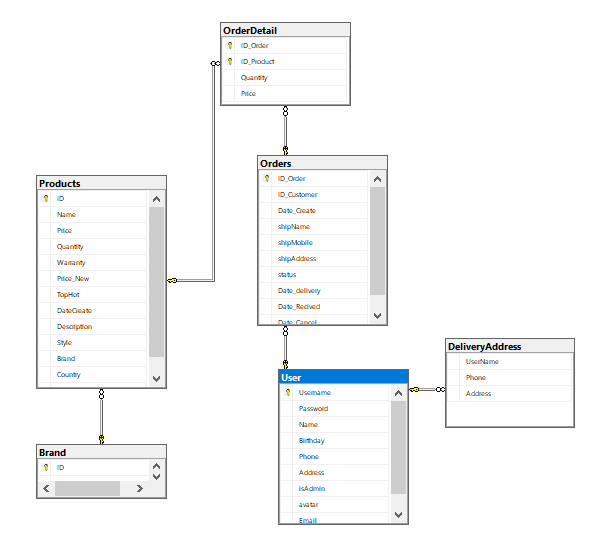 OrderDetail
ID_Order
ID_Product
Quantity
Price
Orders
ID_Order
ID_Customer
Date_Create
shipName
shipMobile
shipAddress
status
Date_delivery
Date_Recived
Date_Cancel
Products
ID
Name
Price
Quantity
Warranty
Price_New
TopHot
DateCreate
Description
Style
Brand
Country
DeliveryAddress
UserName
Phone
Address
User
Username
Password
Name
Birthday
Phone
Address
isAdmin
avatar
Email
Brand
ID